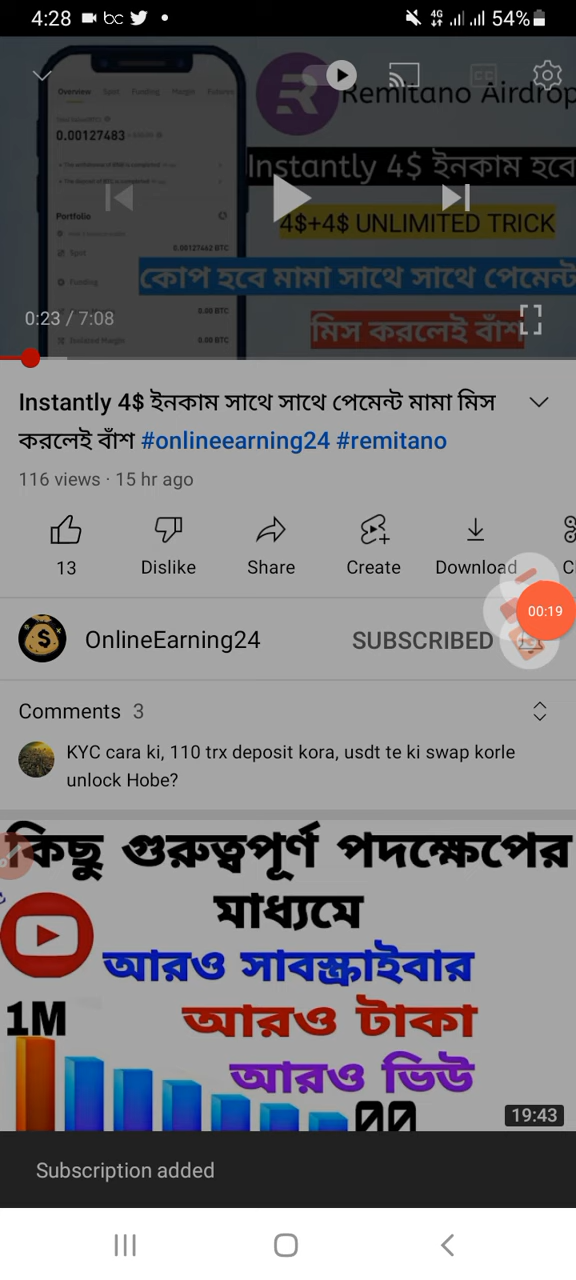 4:28 bc 4G 54%
Overview Spot Funding Margin Futures
0.00127483
Remitano Airdrop
Instantly 4$ ইনকাম হবে
Portfolio
4$+4$ UNLIMITED TRICK
Spot 0.00127462 BTC
কোপ হবে মামা সাথে সাথে পেমেন্ট
Funding 0.00 BTC
মিস করলেই বাঁশ
Isolated Margin 0.00 BTC
0:23 / 7:08
Instantly 4$ ইনকাম সাথে সাথে পেমেন্ট মামা মিস
করলেই বাঁশ #onlineearning24 #remitano
116 views · 15 hr ago
13 Dislike Share Create Download
00:19
OnlineEarning24 SUBSCRIBED
Comments 3
KYC cara ki, 110 trx deposit kora, usdt te ki swap korle
unlock Hobe?
কিছু গুরুত্বপূর্ণ পদক্ষেপের
মাধ্যমে
আরও সাবস্ক্রাইবার
1M আরও টাকা
আরও ভিউ
00
19:43
Subscription added